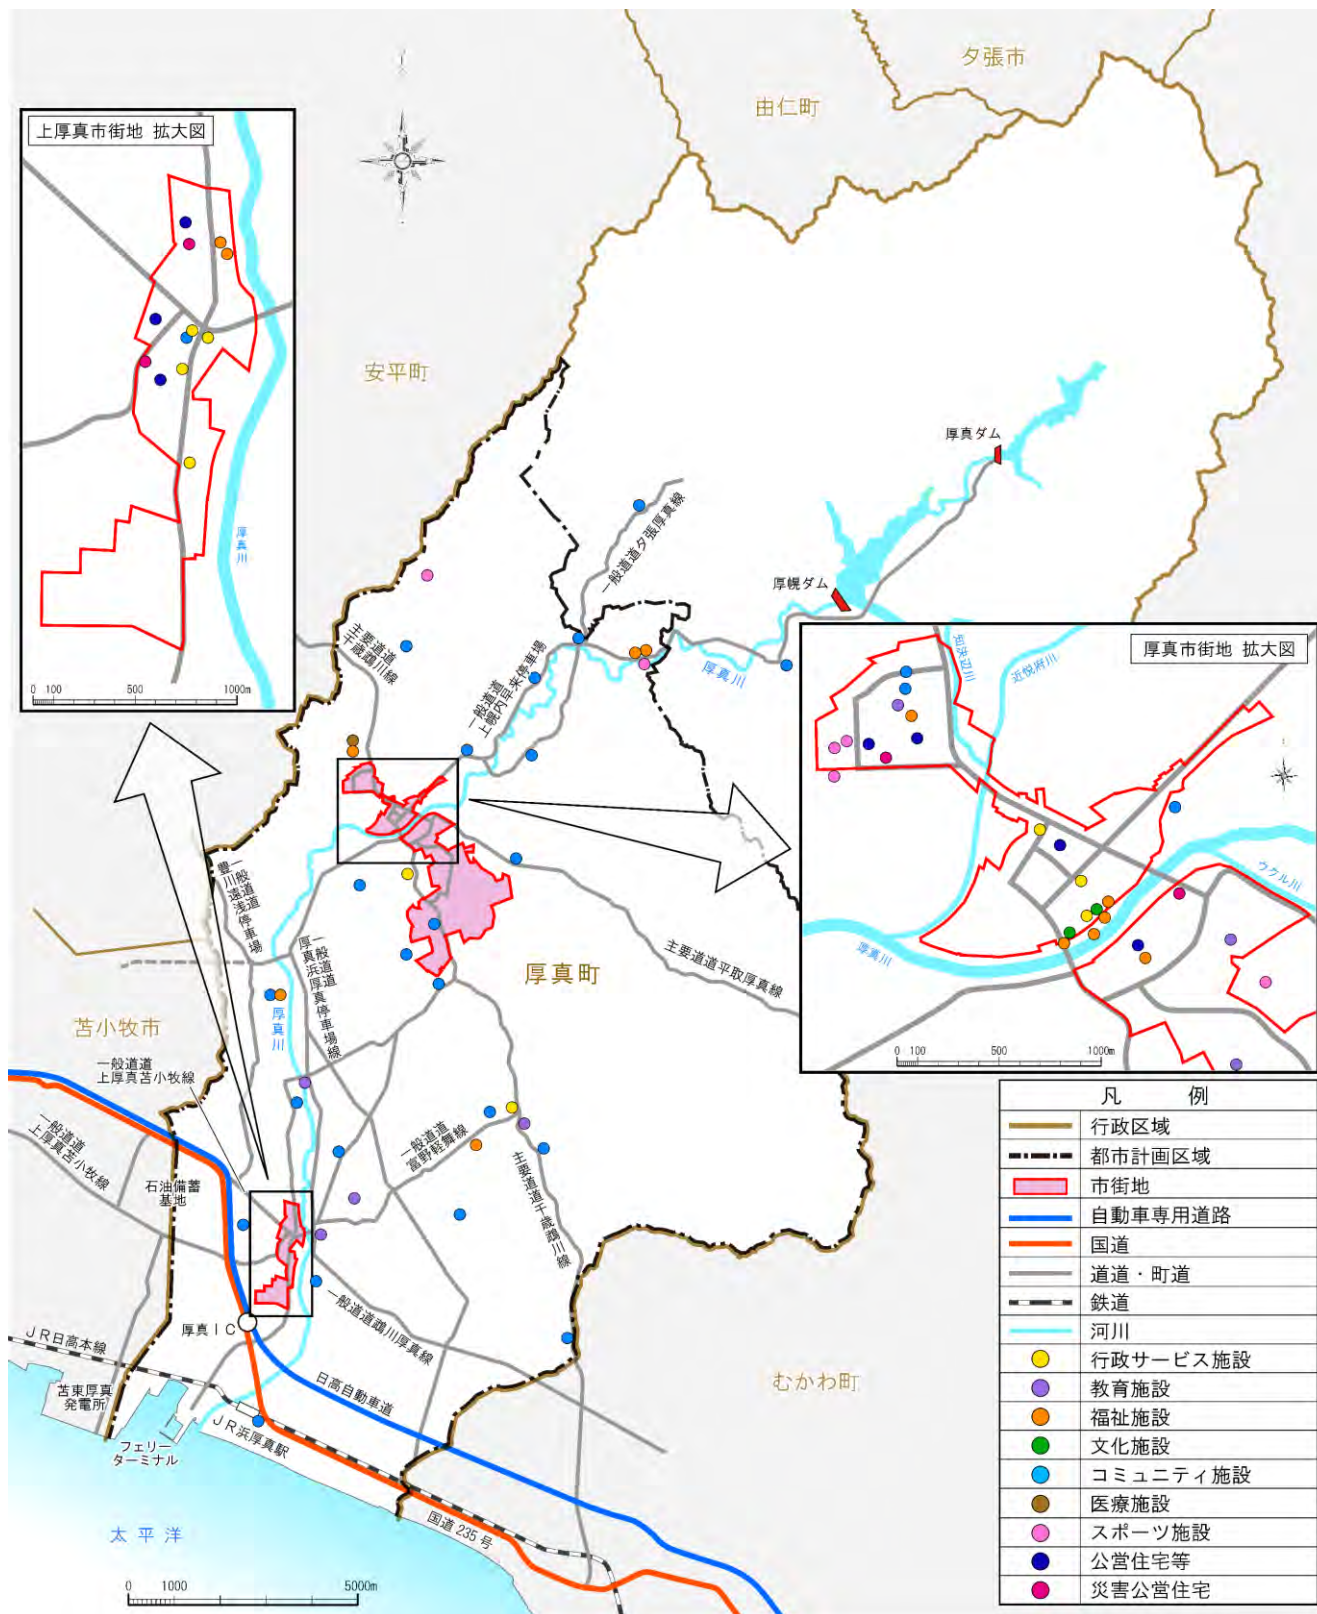 夕張市
由仁町
上厚真市街地 拡大図
安平町
厚真ダム
厚真川
0 100 500 1000m
一般道道夕張厚真線
厚幌ダム
主要道道
千歳鵡川線
一般道道
上幌内早来停車場
厚真川
厚真市街地 拡大図
知決辺川
近悦府川
ウクル川
厚真川
0 100 500 1000m
一般道道
豊川遠浅停車場
一般道道
厚真浜厚真停車場線
厚真町
主要道道平取厚真線
苫小牧市
厚真川
一般道道
上厚真苫小牧線
一般道道
上厚真苫小牧線
一般道道
富野軽舞線
主要道道千歳鵡川線
石油備蓄
基地
厚真IC
一般道道鵡川厚真線
JR日高本線
日高自動車道
むかわ町
苫東厚真
発電所
JR浜厚真駅
フェリー
ターミナル
国道235号
太平洋
0 1000 5000m
凡例
行政区域
都市計画区域
市街地
自動車専用道路
国道
道道・町道
鉄道
河川
行政サービス施設
教育施設
福祉施設
文化施設
コミュニティ施設
医療施設
スポーツ施設
公営住宅等
災害公営住宅